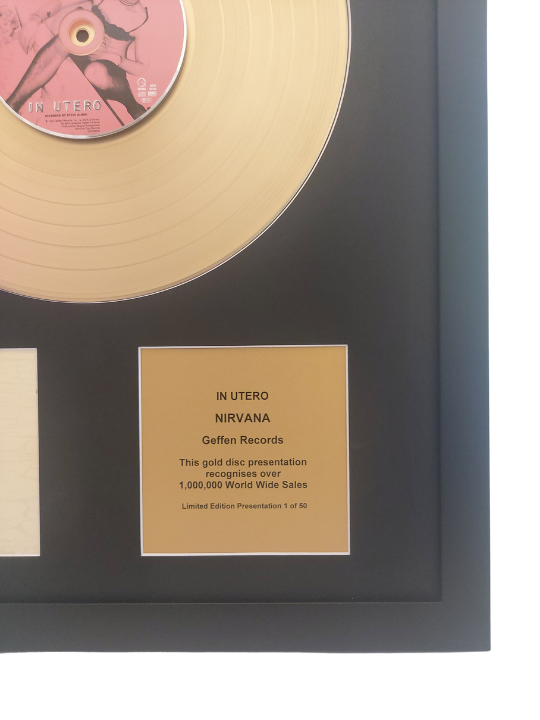 IN UTERO
IN UTERO
NIRVANA
Geffen Records
This gold disc presentation
recognises over
1,000,000 World Wide Sales
Limited Edition Presentation 1 of 50